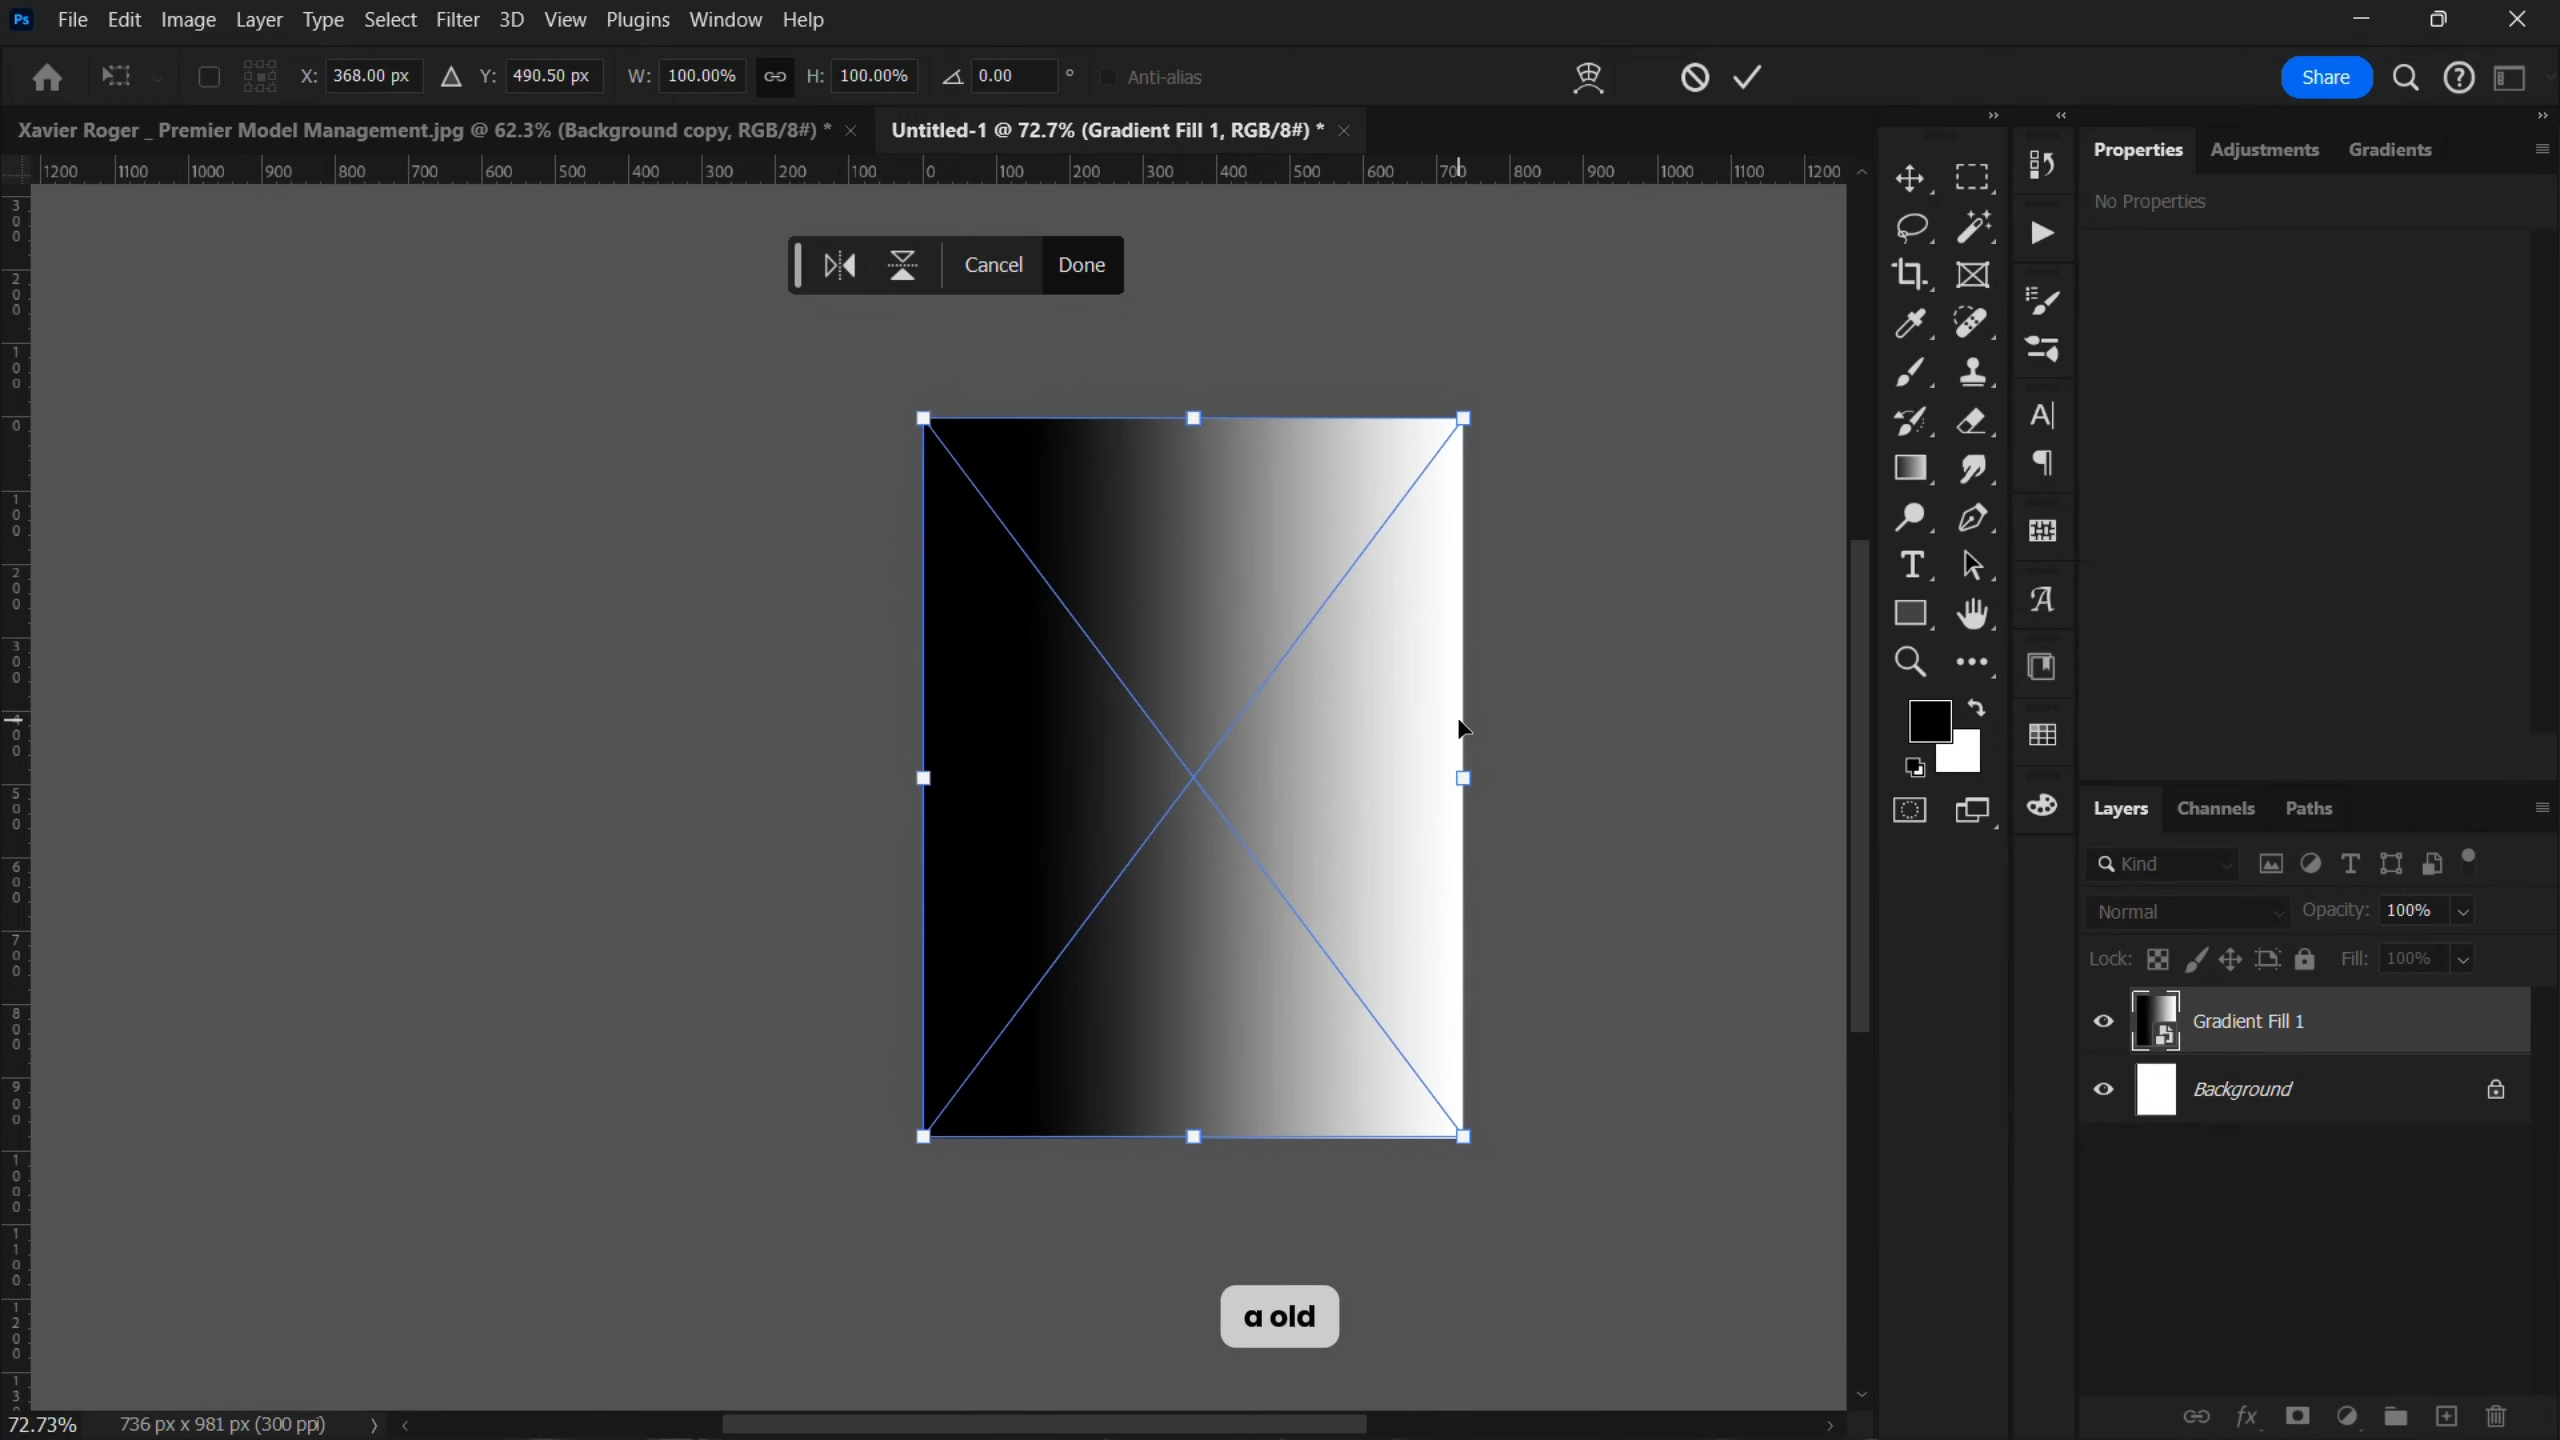 Ps File Edit Image Layer Type Select Filter 3D View Plugins Window Help
X: 368.00 px Y: 490.50 px W: 100.00% H: 100.00% 0.00 ° Anti-alias Share
Xavier Roger _ Premier Model Management.jpg @ 62.3% (Background copy, RGB/8#) * Untitled-1 @ 72.7% (Gradient Fill 1, RGB/8#) *
1200 1100 1000 900 800 700 600 500 400 300 200 100 0 100 200 300 400 500 600 700 800 900 1000 1100 1200
300
200
100
0
100
200
300
400
500
600
700
800
900
1000
1100
1200
13
Cancel Done
Properties Adjustments Gradients
No Properties
Layers Channels Paths
Kind
Normal Opacity: 100%
Lock: Fill: 100%
Gradient Fill 1
Background
fx
a old
72.73% 736 px x 981 px (300 ppi)